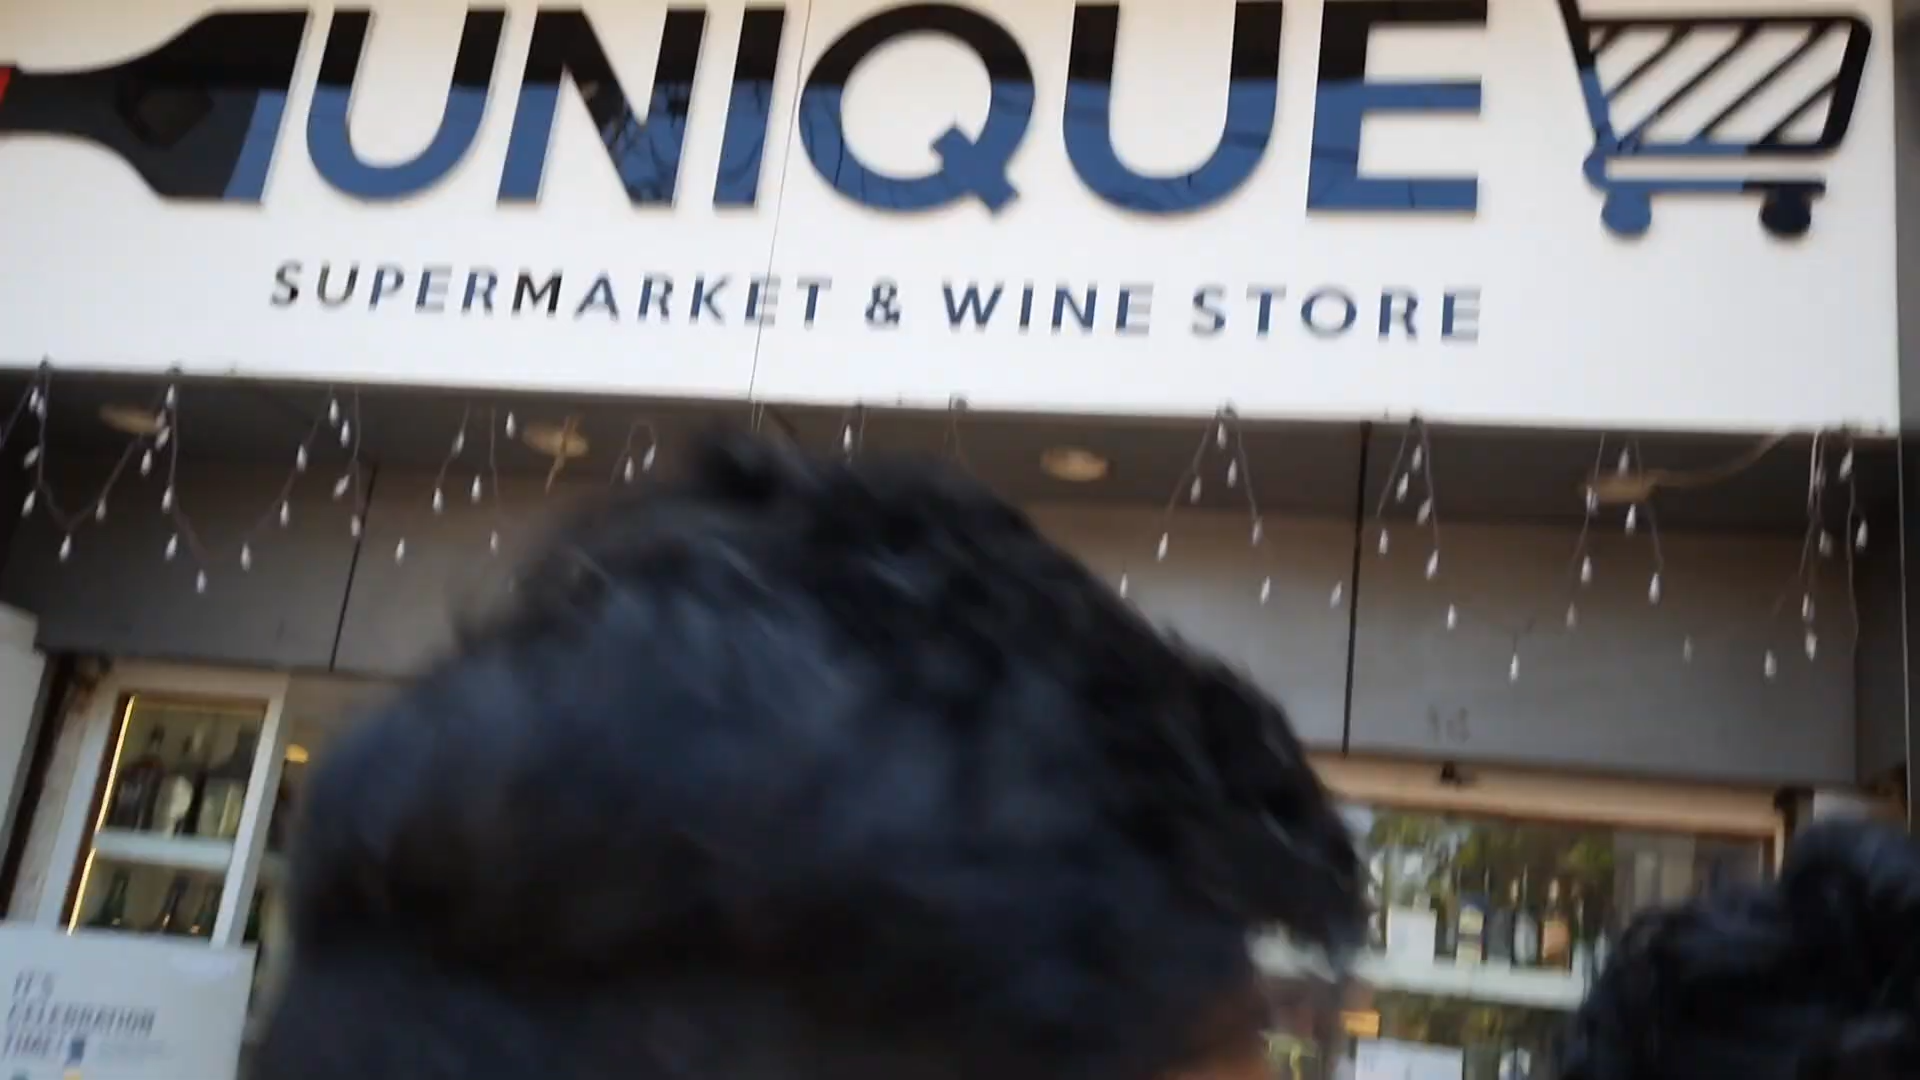 UNIQUE
SUPERMARKET & WINE STORE
IT'S
CELEBRATION
TIME!